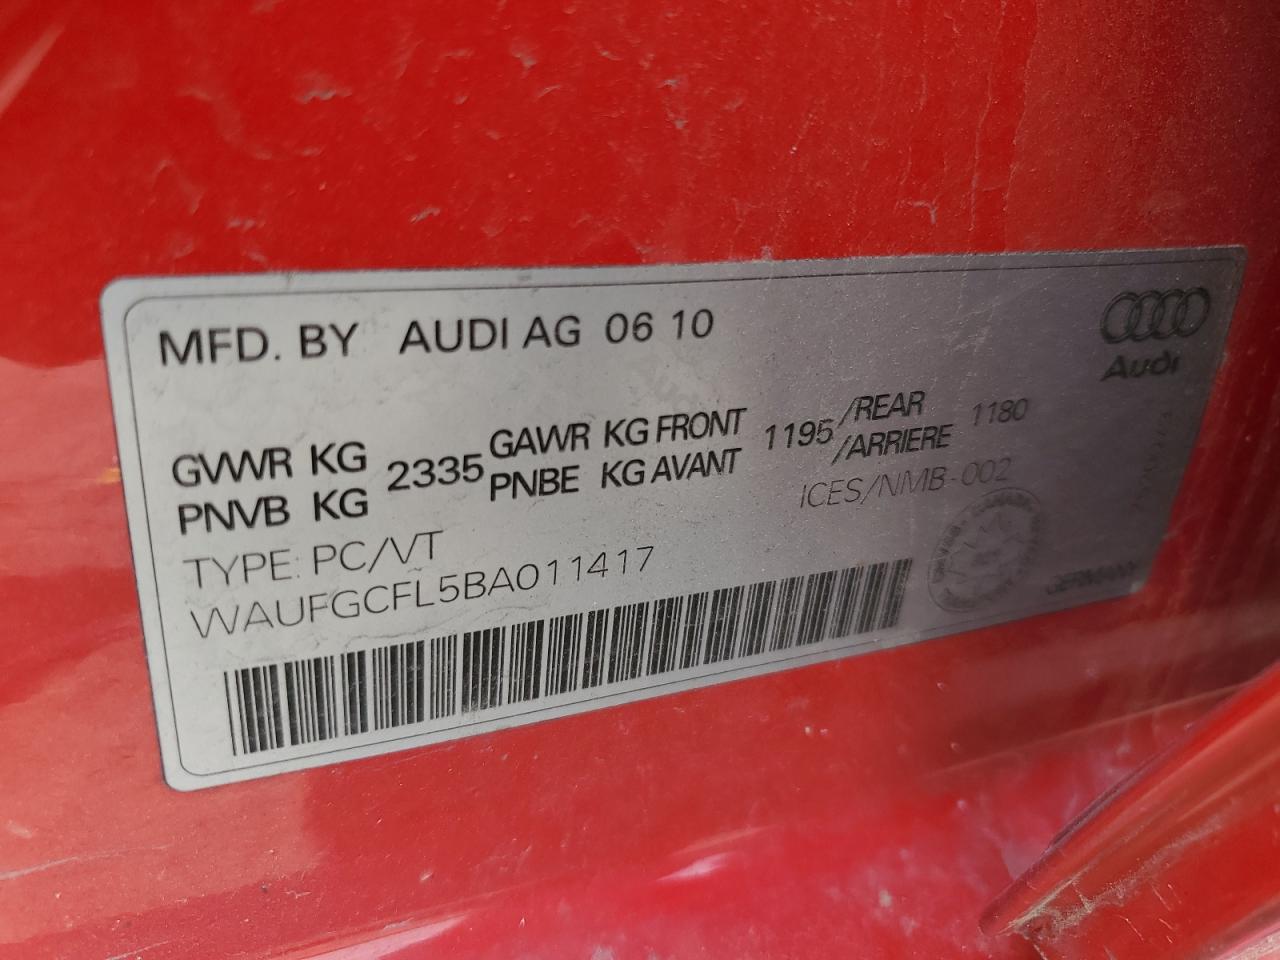 MFD. BY AUDI AG 06 10
Audi
GVWR KG 2335 GAWR KG FRONT 1195 /REAR 1180
PNVB KG PNBE KG AVANT /ARRIERE
TYPE: PC/VT ICES/NMB-002
WAUFGCFL5BA011417
GERMANY